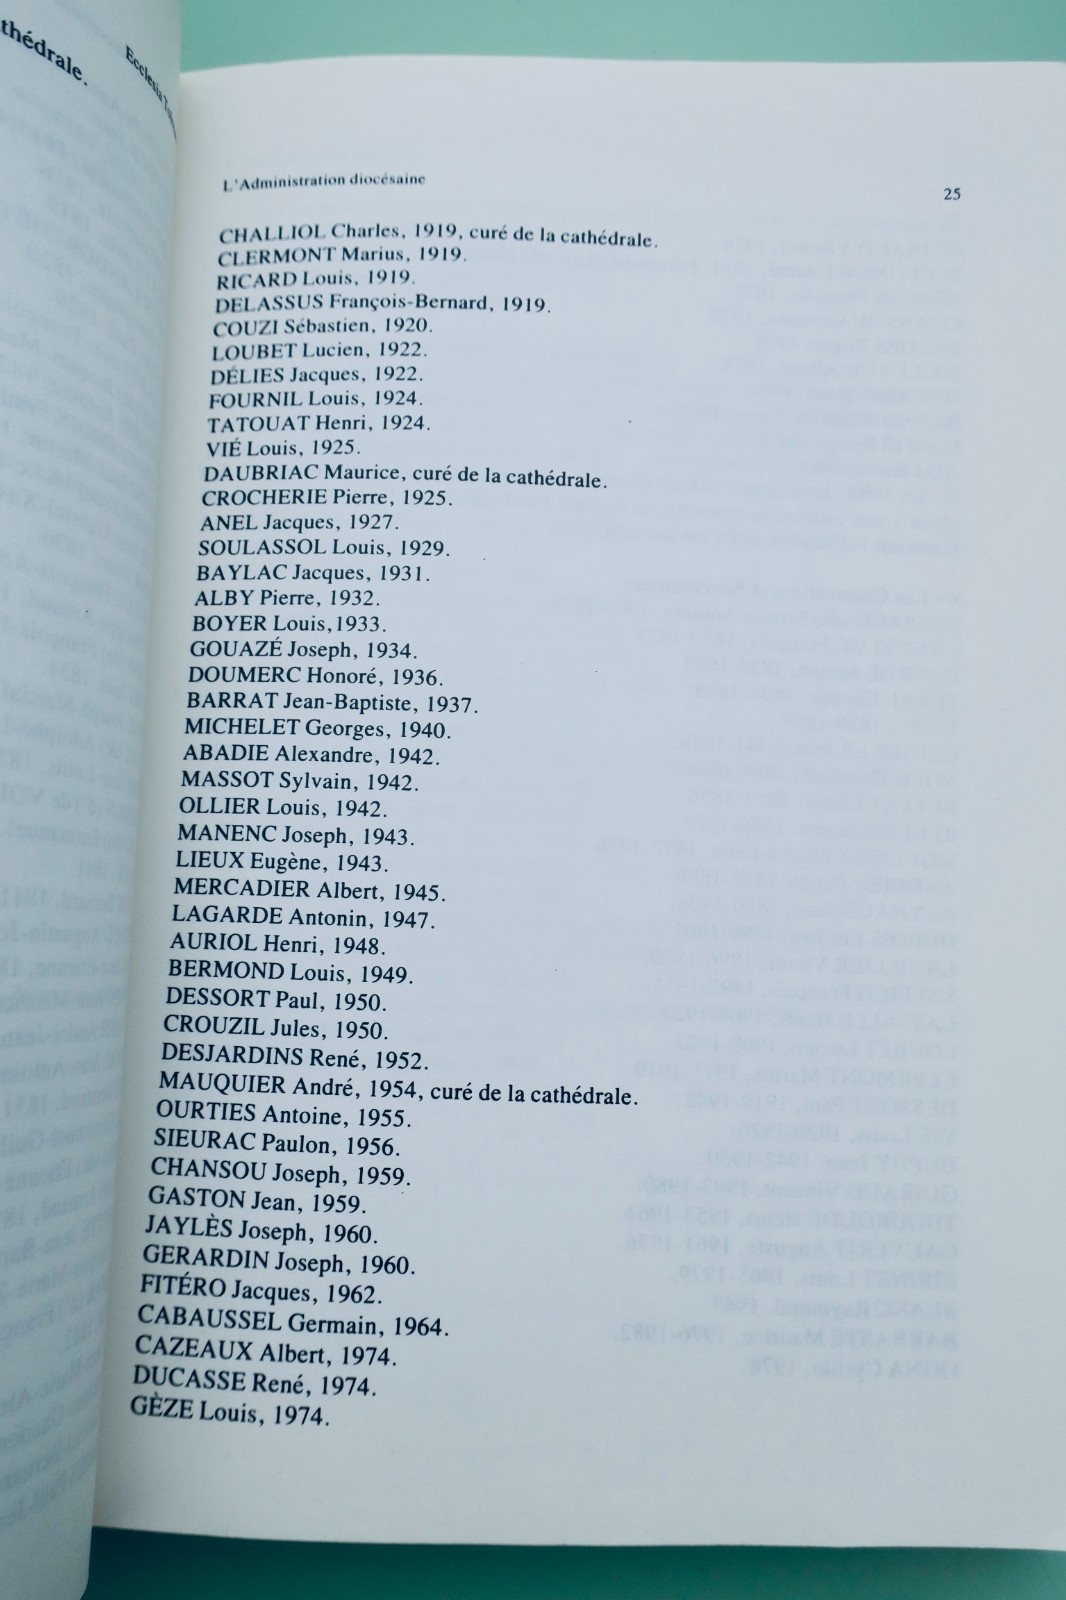 thédrale.
Ecclesia
L'Administration diocésaine
25
CHALLIOL Charles, 1919, curé de la cathédrale.
CLERMONT Marius, 1919.
RICARD Louis, 1919.
DELASSUS François-Bernard, 1919.
COUZI Sébastien, 1920.
LOUBET Lucien, 1922.
DÉLIES Jacques, 1922.
FOURNIL Louis, 1924.
TATOUAT Henri, 1924.
VIÉ Louis, 1925.
DAUBRIAC Maurice, curé de la cathédrale.
CROCHERIE Pierre, 1925.
ANEL Jacques, 1927.
SOULASSOL Louis, 1929.
BAYLAC Jacques, 1931.
ALBY Pierre, 1932.
BOYER Louis,1933.
GOUAZÉ Joseph, 1934.
DOUMERC Honoré, 1936.
BARRAT Jean-Baptiste, 1937.
MICHELET Georges, 1940.
ABADIE Alexandre, 1942.
MASSOT Sylvain, 1942.
OLLIER Louis, 1942.
MANENC Joseph, 1943.
LIEUX Eugène, 1943.
MERCADIER Albert, 1945.
LAGARDE Antonin, 1947.
AURIOL Henri, 1948.
BERMOND Louis, 1949.
DESSORT Paul, 1950.
CROUZIL Jules, 1950.
DESJARDINS René, 1952.
MAUQUIER André, 1954, curé de la cathédrale.
OURTIES Antoine, 1955.
SIEURAC Paulon, 1956.
CHANSOU Joseph, 1959.
GASTON Jean, 1959.
JAYLÈS Joseph, 1960.
GERARDIN Joseph, 1960.
FITÉRO Jacques, 1962.
CABAUSSEL Germain, 1964.
CAZEAUX Albert, 1974.
DUCASSE René, 1974.
GÈZE Louis, 1974.